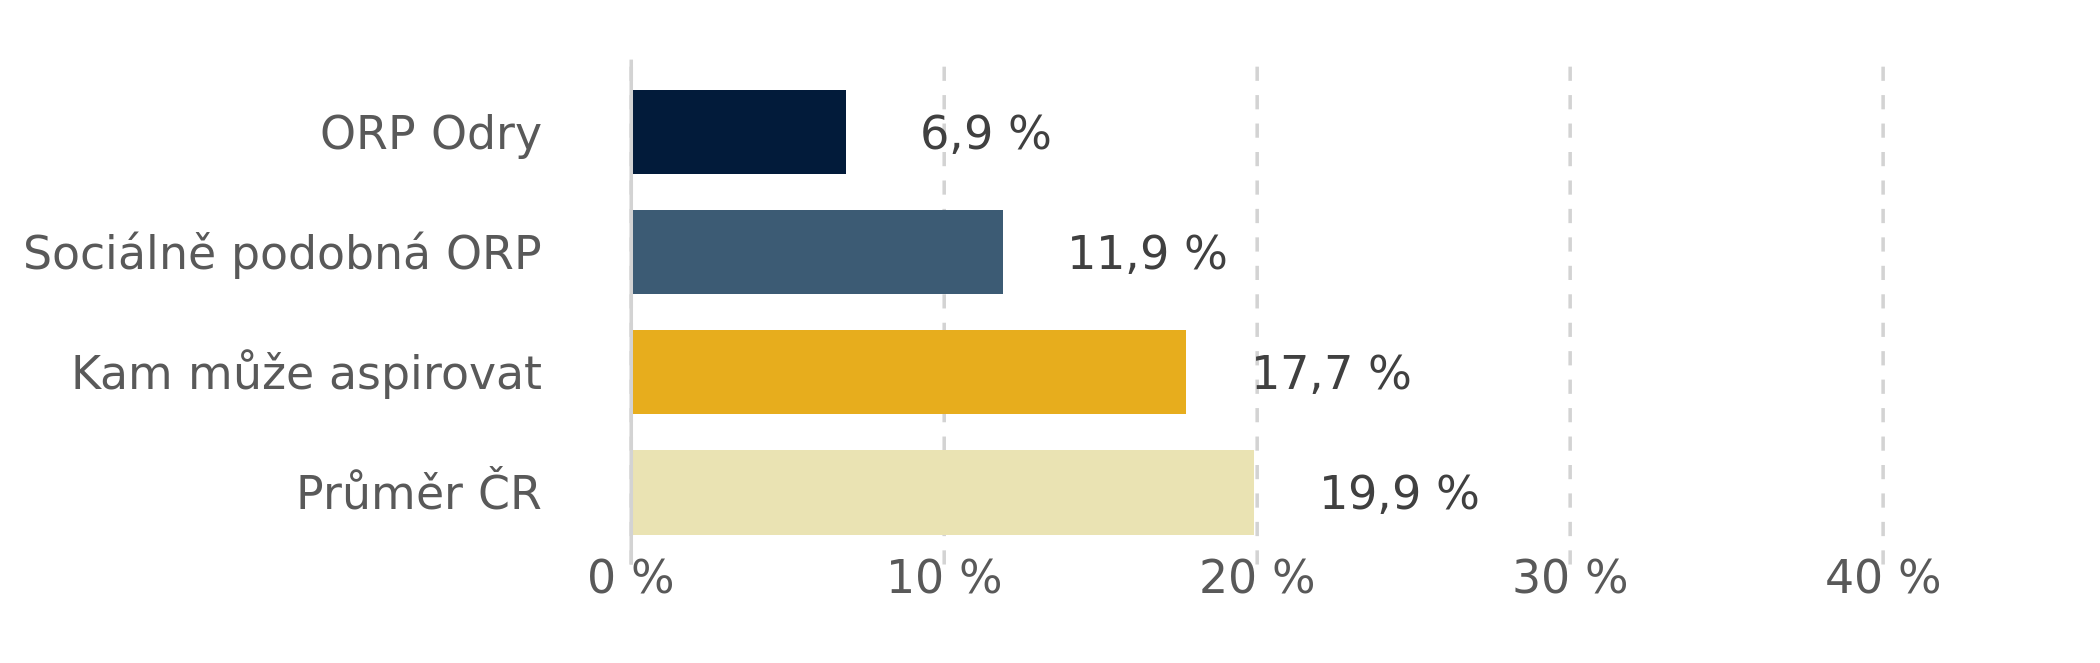 ORP Odry 6,9 %
Sociálně podobná ORP 11,9 %
Kam může aspirovat 17,7 %
Průměr ČR 19,9 %
0 % 10 % 20 % 30 % 40 %